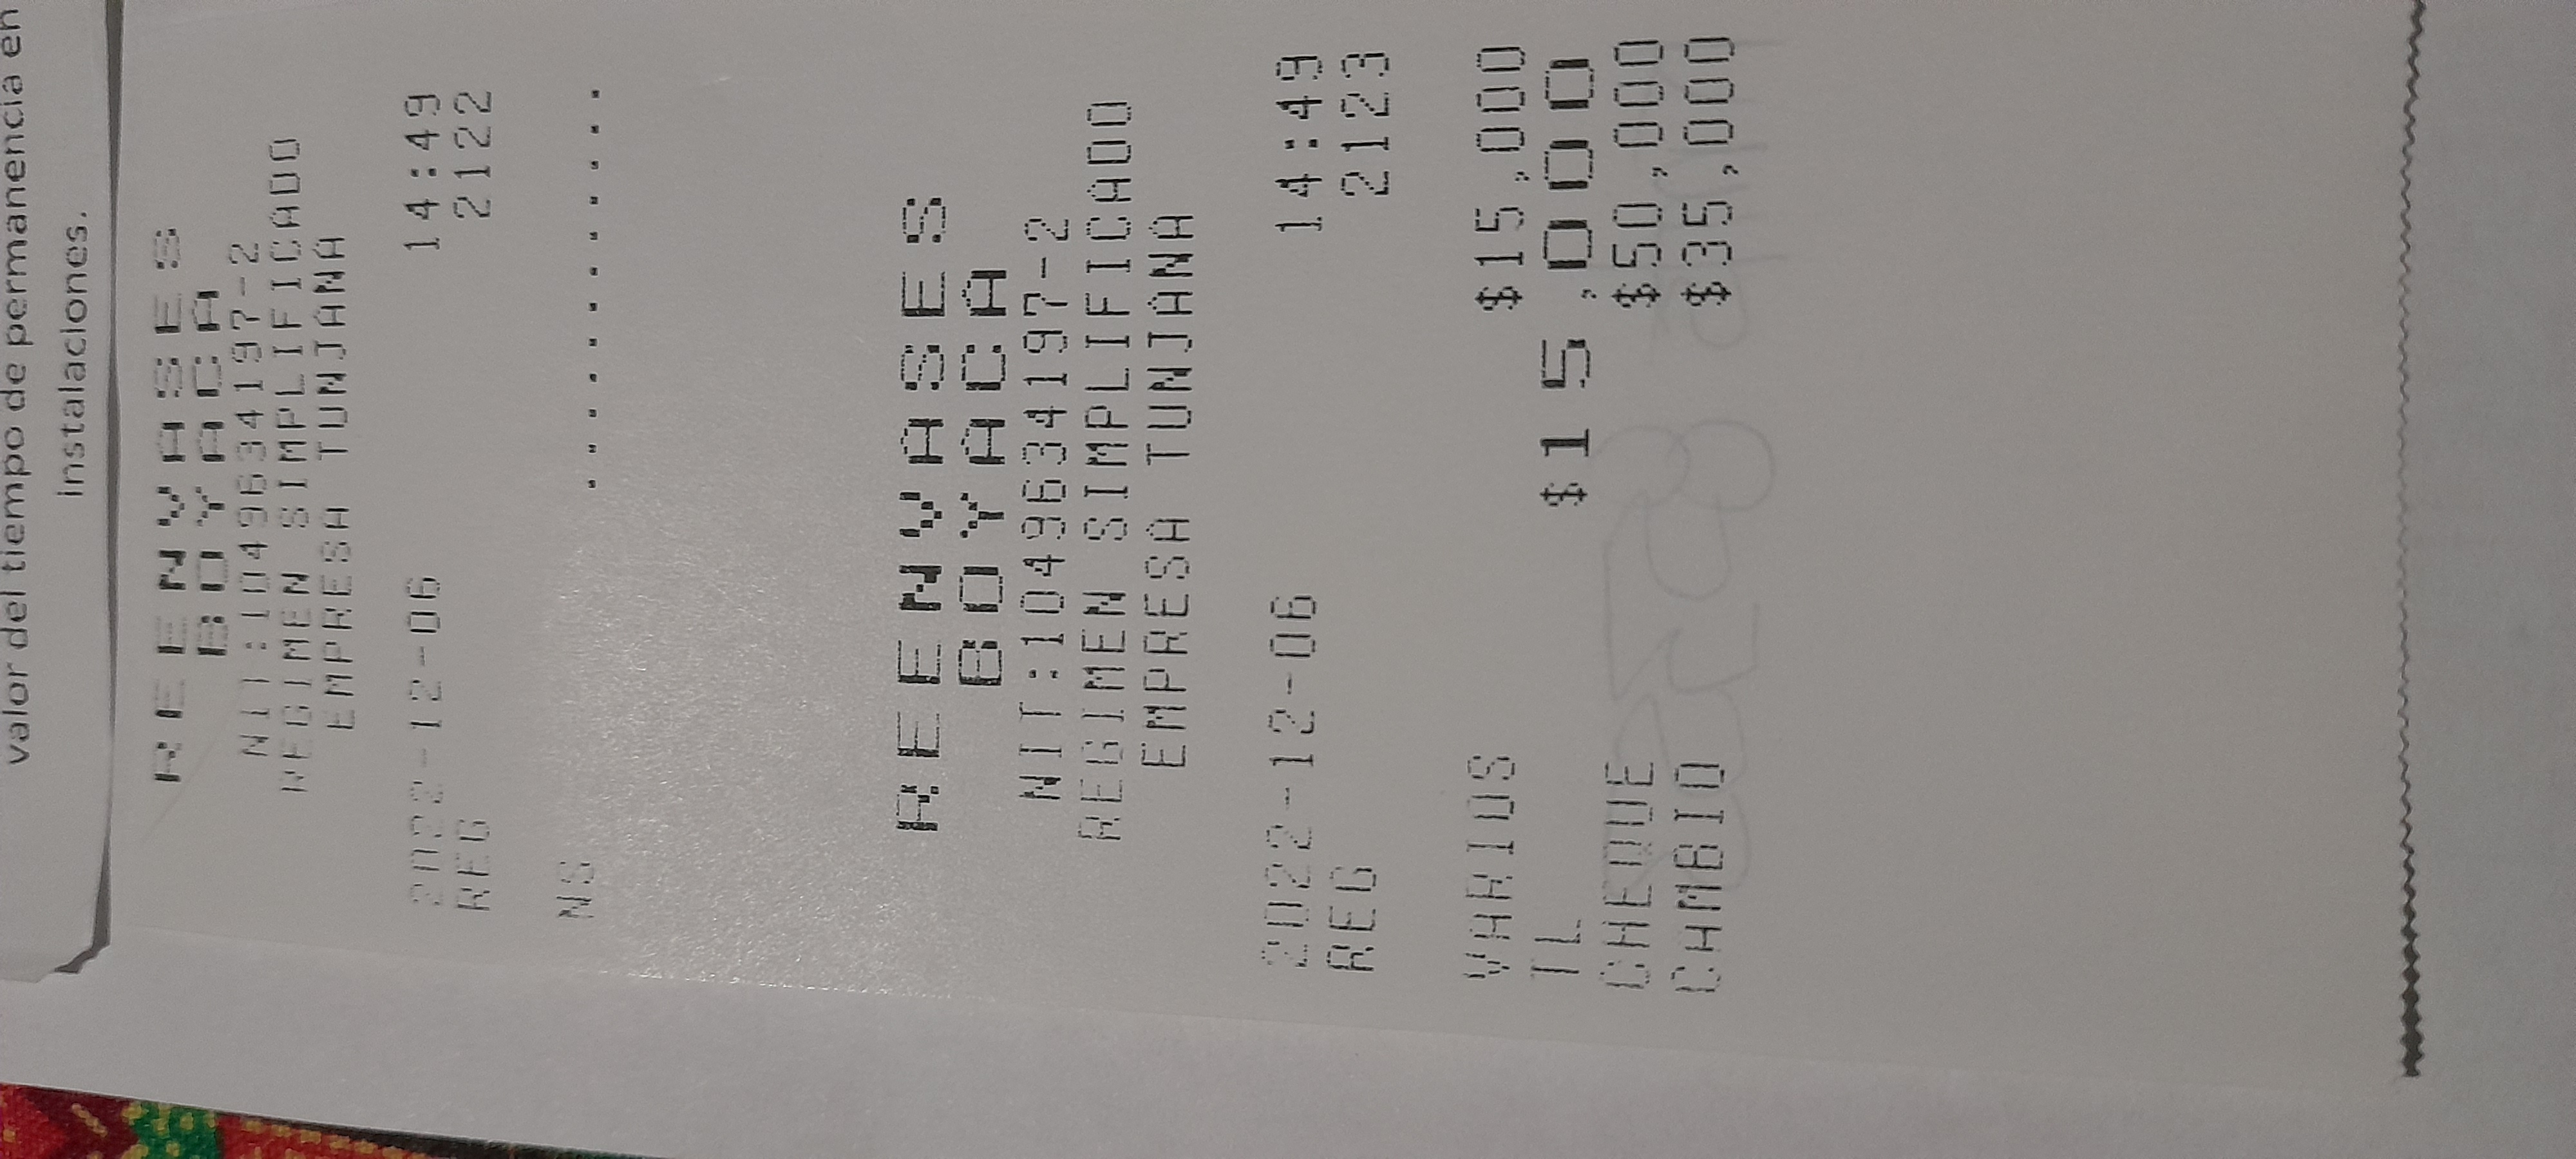 valor del tiempo de permanencia en
instalaciones.
REENVASES
BOYACA
NIT:1049634197-2
REGIMEN SIMPLIFICADO
EMPRESA TUNJANA
2022-12-06 14:49
REG 2122
NS ............
REENVASES
BOYACA
NIT:1049634197-2
REGIMEN SIMPLIFICADO
EMPRESA TUNJANA
2022-12-06 14:49
REG 2123
VARIOS $15,000
TL $15,000
CHEQUE $50,000
CAMBIO $35,000